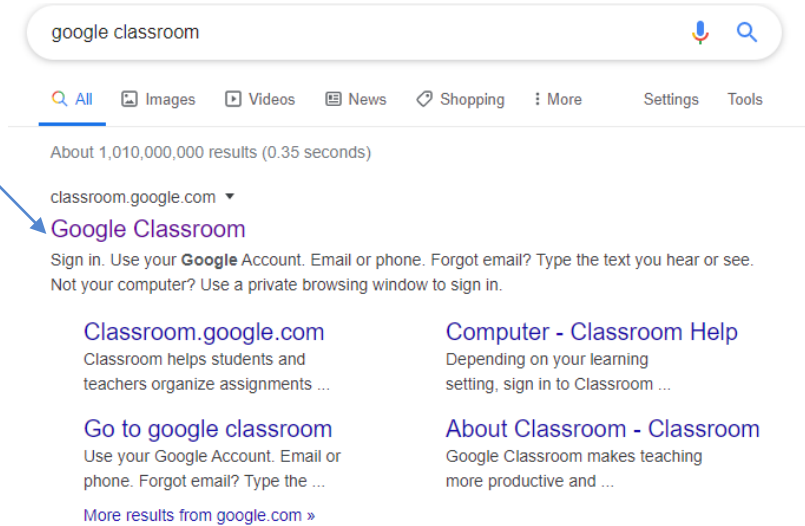 google classroom
All Images Videos News Shopping More Settings Tools
About 1,010,000,000 results (0.35 seconds)
classroom.google.com
Google Classroom
Sign in. Use your Google Account. Email or phone. Forgot email? Type the text you hear or see.
Not your computer? Use a private browsing window to sign in.
Classroom.google.com
Classroom helps students and
teachers organize assignments ...
Computer - Classroom Help
Depending on your learning
setting, sign in to Classroom ...
Go to google classroom
Use your Google Account. Email or
phone. Forgot email? Type the ...
About Classroom - Classroom
Google Classroom makes teaching
more productive and ...
More results from google.com »